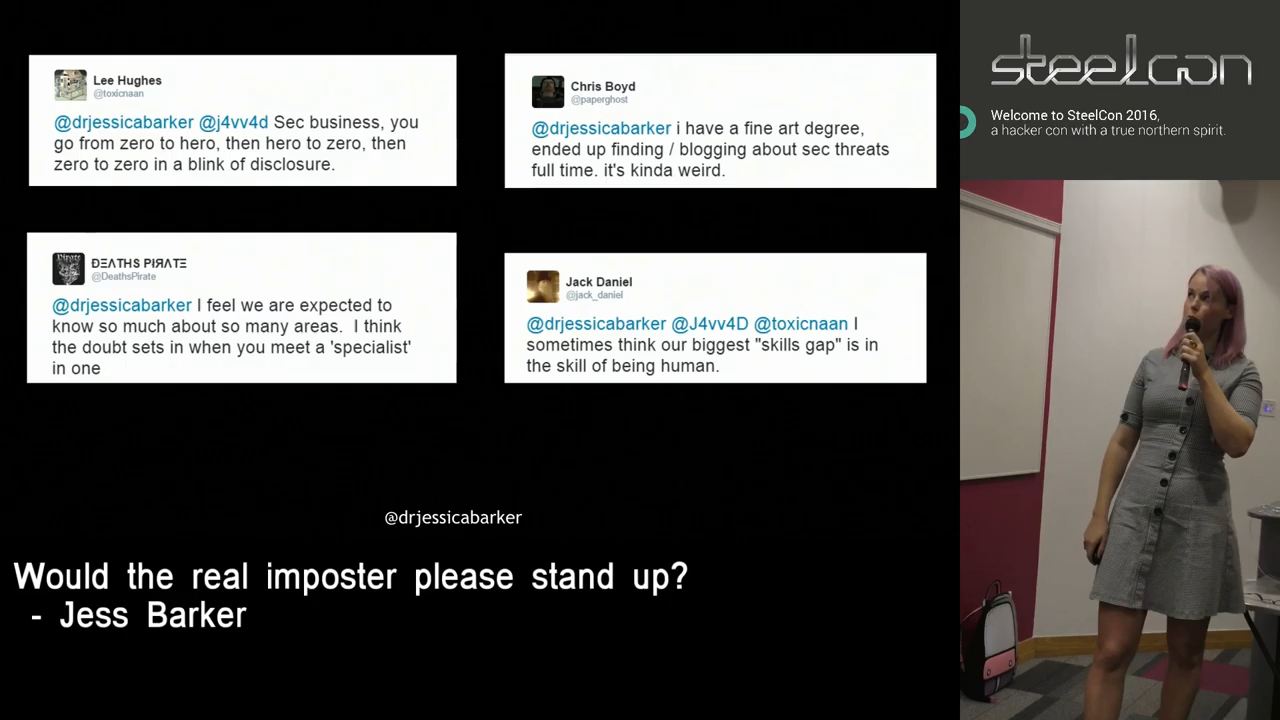 Lee Hughes
@toxicnaan
@drjessicabarker @j4vv4d Sec business, you
go from zero to hero, then hero to zero, then
zero to zero in a blink of disclosure.
Chris Boyd
@paperghost
@drjessicabarker i have a fine art degree,
ended up finding / blogging about sec threats
full time. it's kinda weird.
DΞΛTHS PIЯΛTΞ
@DeathsPirate
@drjessicabarker I feel we are expected to
know so much about so many areas. I think
the doubt sets in when you meet a 'specialist'
in one
Jack Daniel
@jack_daniel
@drjessicabarker @J4vv4D @toxicnaan I
sometimes think our biggest "skills gap" is in
the skill of being human.
@drjessicabarker
Would the real imposter please stand up?
- Jess Barker
steelcon
Welcome to SteelCon 2016,
a hacker con with a true northern spirit.